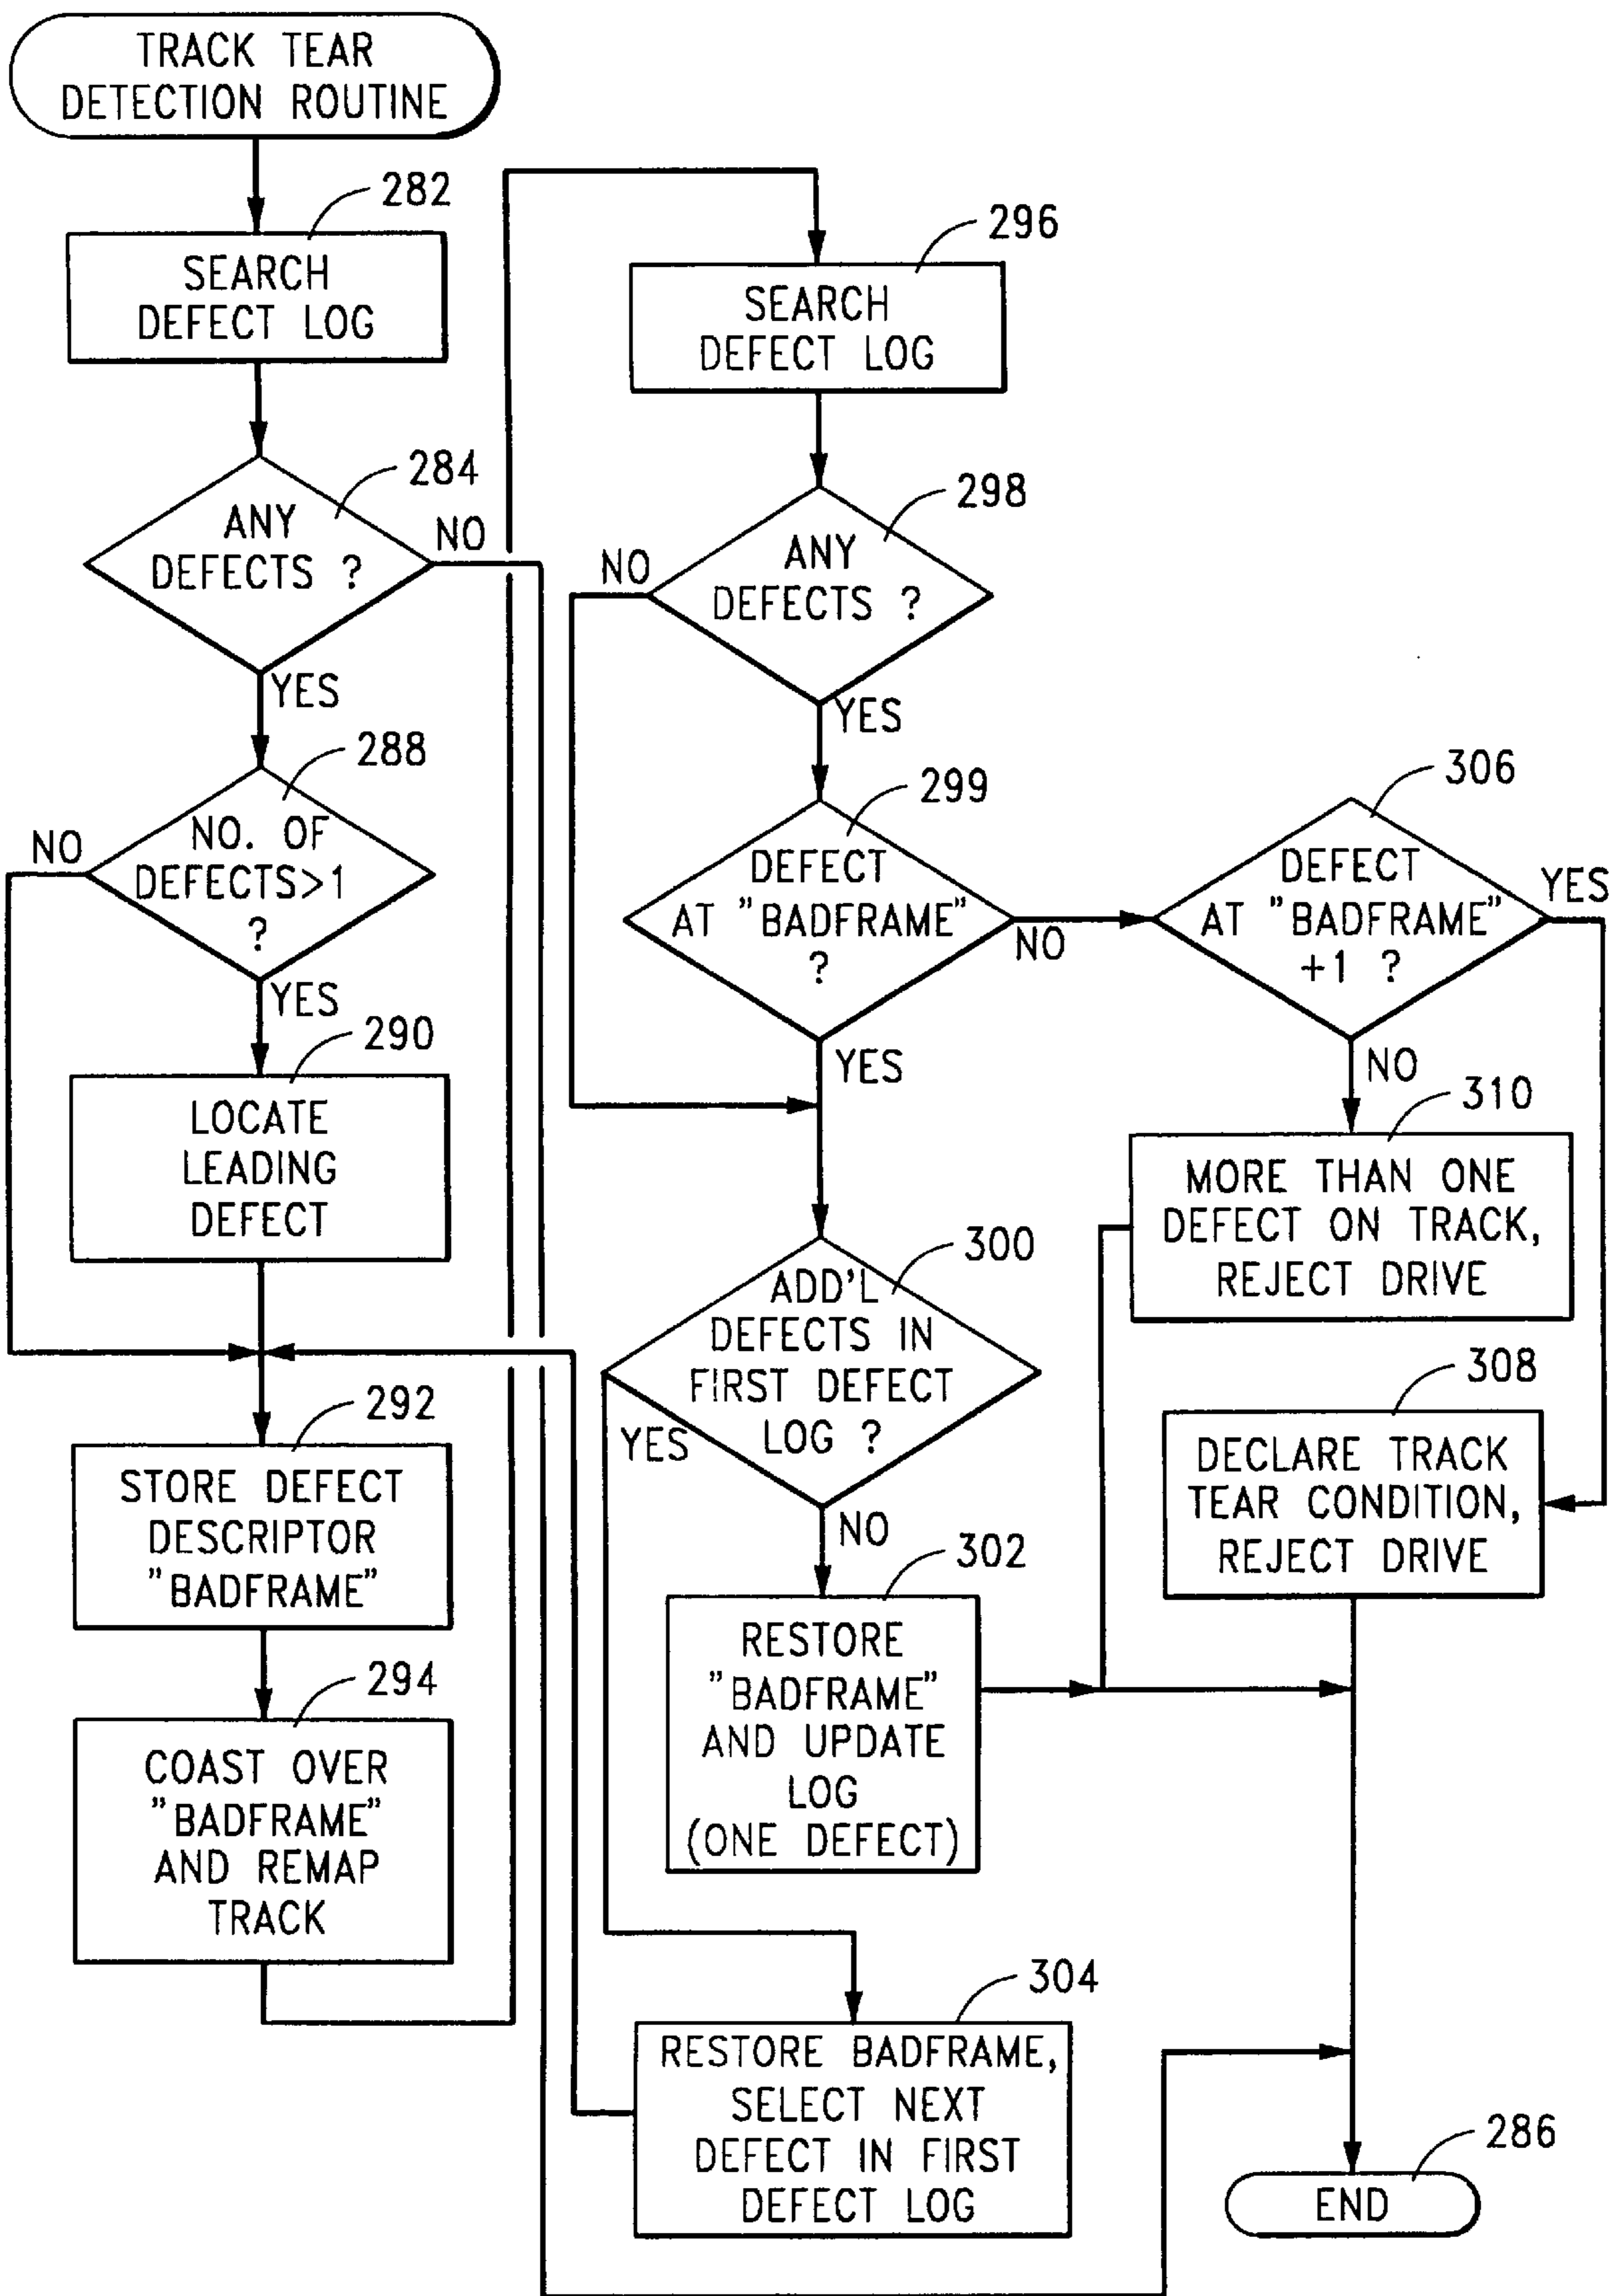 TRACK TEAR
DETECTION ROUTINE
282
SEARCH
DEFECT LOG
284
ANY
DEFECTS ?
NO
YES
288
NO. OF
DEFECTS>1
?
NO
YES
290
LOCATE
LEADING
DEFECT
292
STORE DEFECT
DESCRIPTOR
"BADFRAME"
294
COAST OVER
"BADFRAME"
AND REMAP
TRACK
296
SEARCH
DEFECT LOG
298
ANY
DEFECTS ?
NO
YES
299
DEFECT
AT "BADFRAME"
?
NO
YES
300
ADD'L
DEFECTS IN
FIRST DEFECT
LOG ?
YES
NO
302
RESTORE
"BADFRAME"
AND UPDATE
LOG
(ONE DEFECT)
304
RESTORE BADFRAME,
SELECT NEXT
DEFECT IN FIRST
DEFECT LOG
306
DEFECT
AT "BADFRAME"
+1 ?
YES
NO
310
MORE THAN ONE
DEFECT ON TRACK,
REJECT DRIVE
308
DECLARE TRACK
TEAR CONDITION,
REJECT DRIVE
286
END